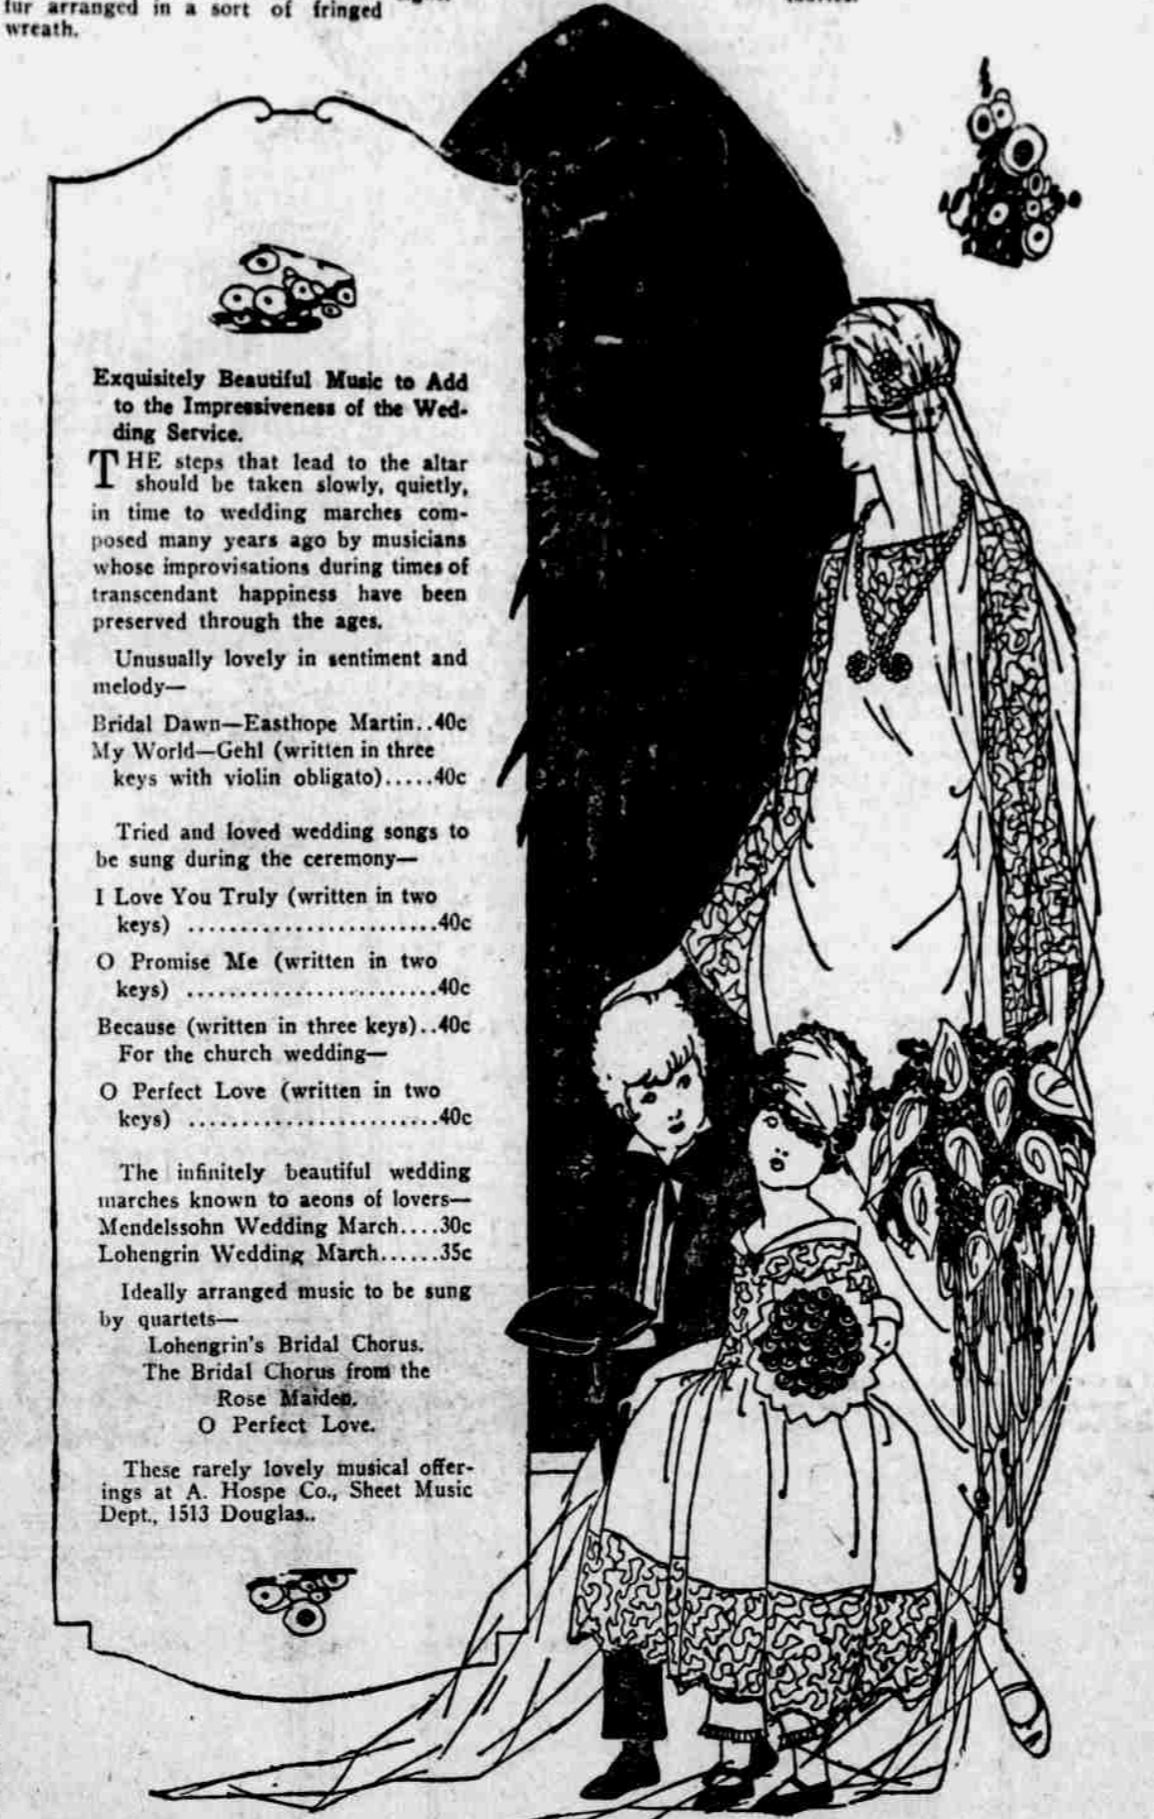 fur arranged in a sort of fringed
wreath.
Exquisitely Beautiful Music to Add
to the Impressiveness of the Wed-
ding Service.
THE steps that lead to the altar
should be taken slowly, quietly,
in time to wedding marches com-
posed many years ago by musicians
whose improvisations during times of
transcendant happiness have been
preserved through the ages.
Unusually lovely in sentiment and
melody—
Bridal Dawn—Easthope Martin..40c
My World—Gehl (written in three
keys with violin obligato).....40c
Tried and loved wedding songs to
be sung during the ceremony—
I Love You Truly (written in two
keys) ........................40c
O Promise Me (written in two
keys) ........................40c
Because (written in three keys)..40c
For the church wedding—
O Perfect Love (written in two
keys) ........................40c
The infinitely beautiful wedding
marches known to aeons of lovers—
Mendelssohn Wedding March....30c
Lohengrin Wedding March......35c
Ideally arranged music to be sung
by quartets—
Lohengrin's Bridal Chorus.
The Bridal Chorus from the
Rose Maiden.
O Perfect Love.
These rarely lovely musical offer-
ings at A. Hospe Co., Sheet Music
Dept., 1513 Douglas..